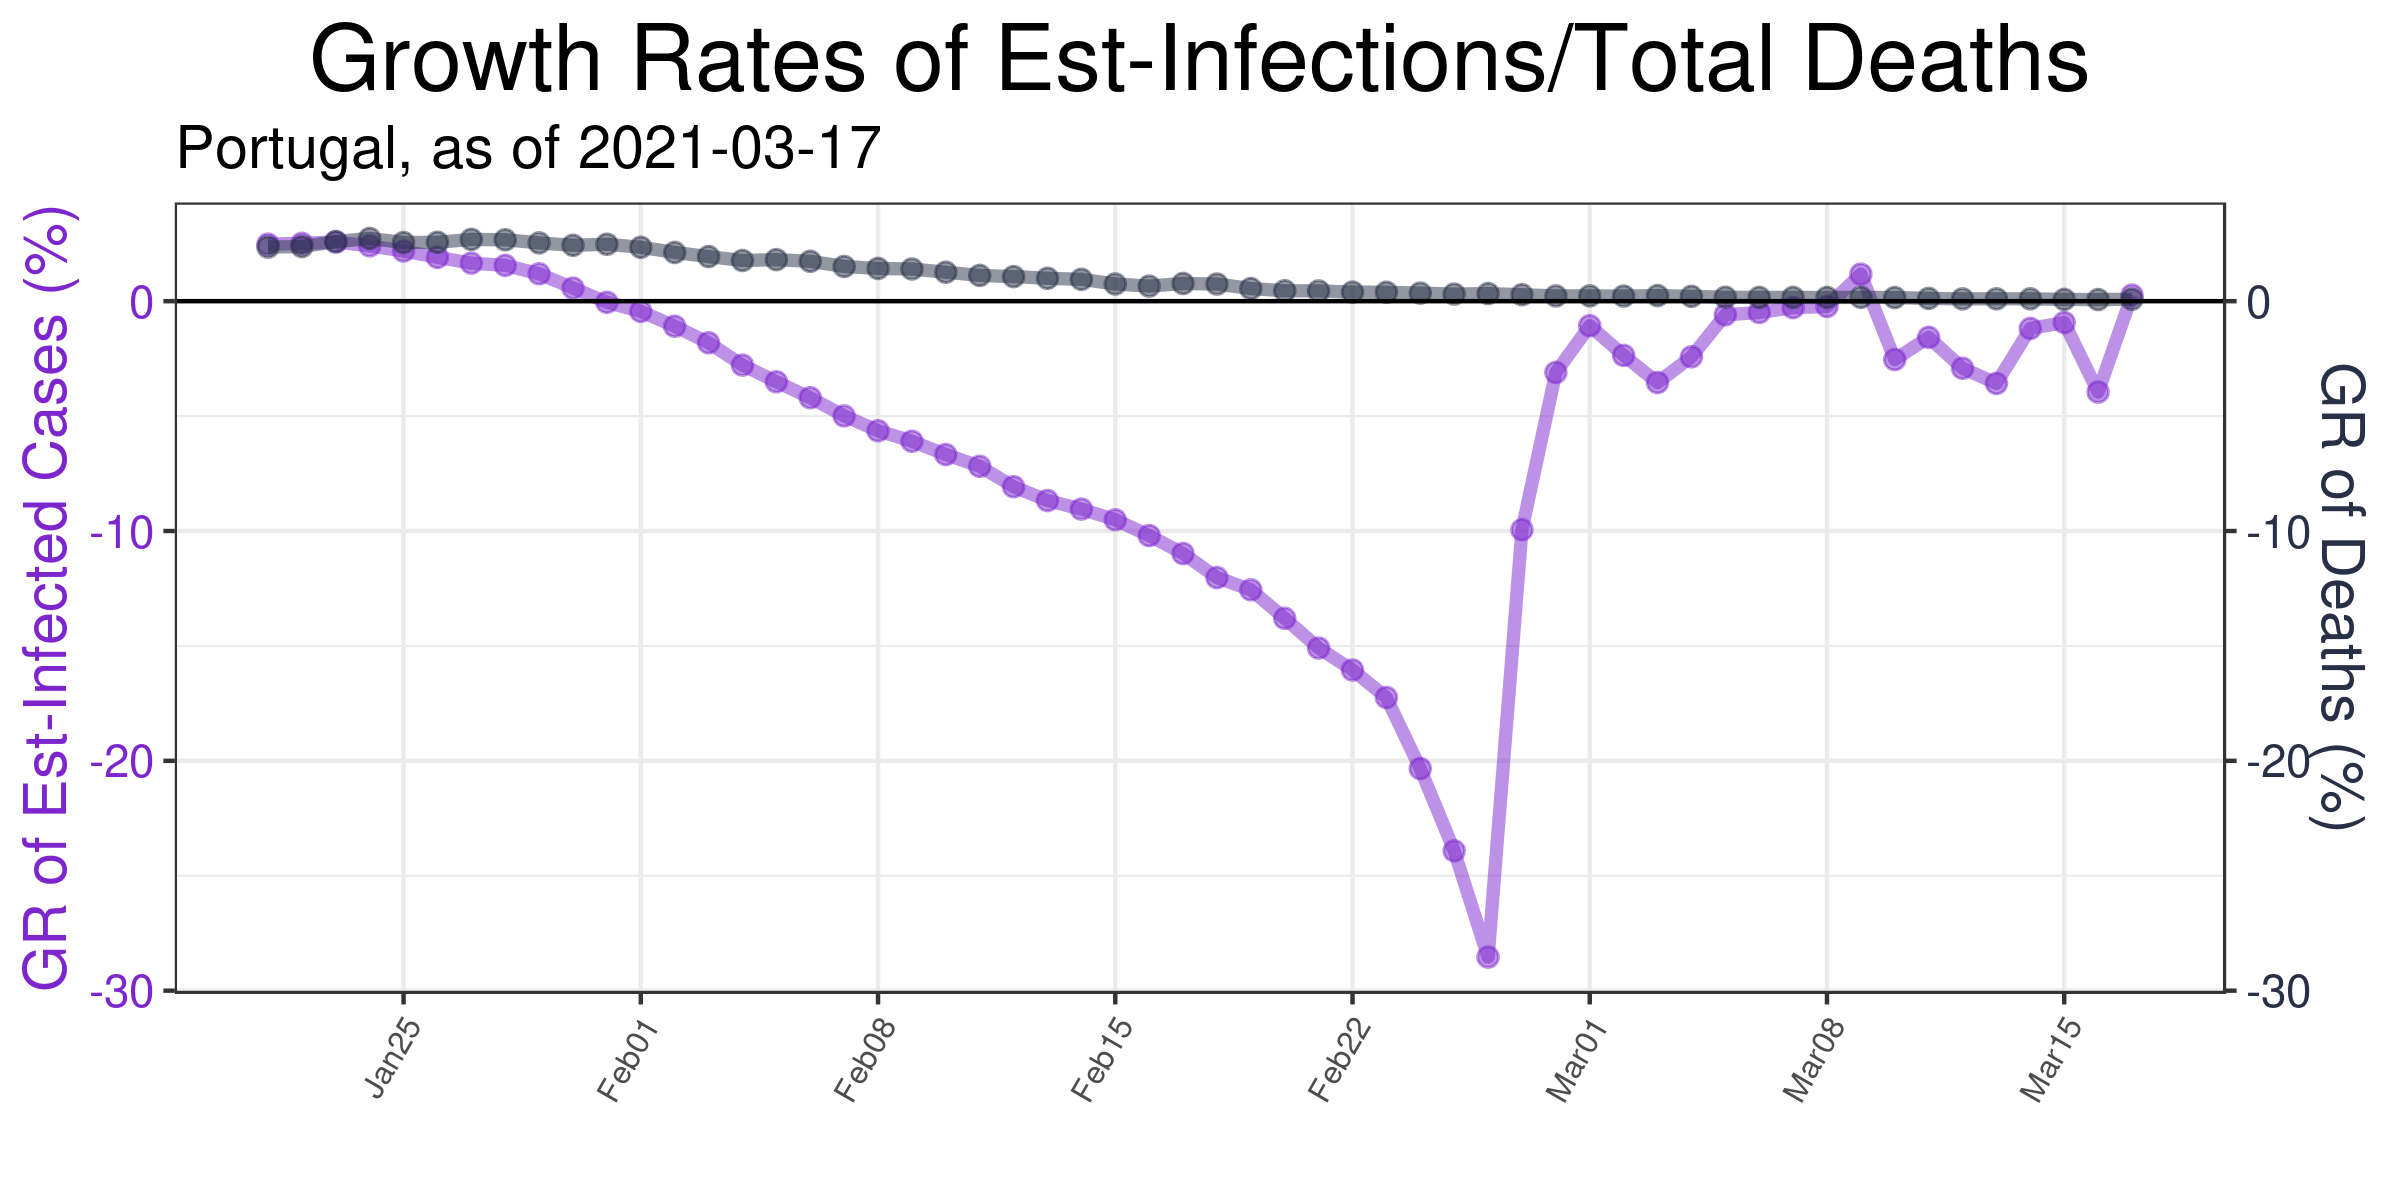 Growth Rates of Est-Infections/Total Deaths
Portugal, as of 2021-03-17
GR of Est-Infected Cases (%)
0
-10
-20
-30
0
-10
-20
-30
GR of Deaths (%)
Jan25
Feb01
Feb08
Feb15
Feb22
Mar01
Mar08
Mar15